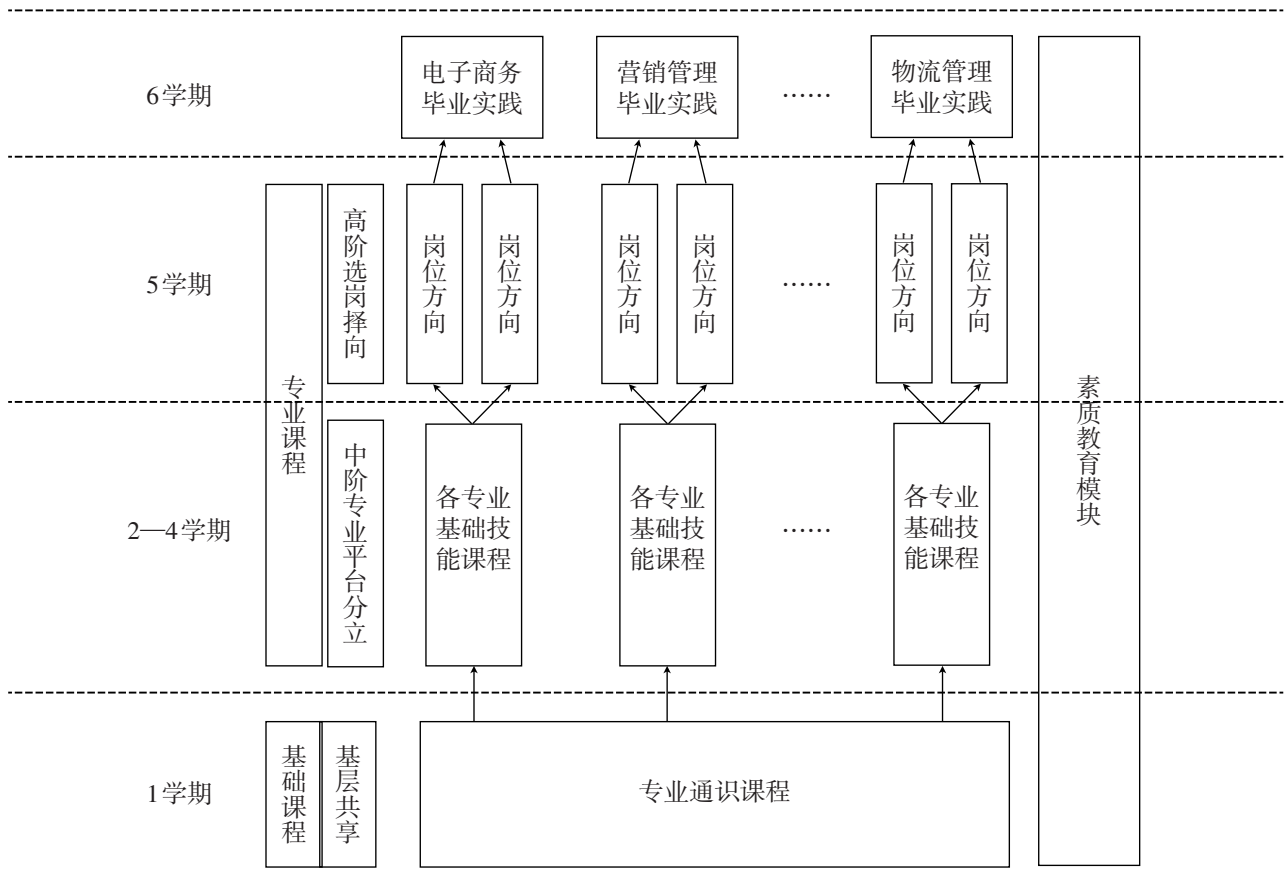 6学期
电子商务
毕业实践
营销管理
毕业实践
……
物流管理
毕业实践
5学期
专业课程
高阶选岗择向
岗位方向
岗位方向
岗位方向
岗位方向
……
岗位方向
岗位方向
素质教育模块
2—4学期
中阶专业平台分立
各专业
基础技
能课程
各专业
基础技
能课程
……
各专业
基础技
能课程
1学期
基础课程
基层共享
专业通识课程